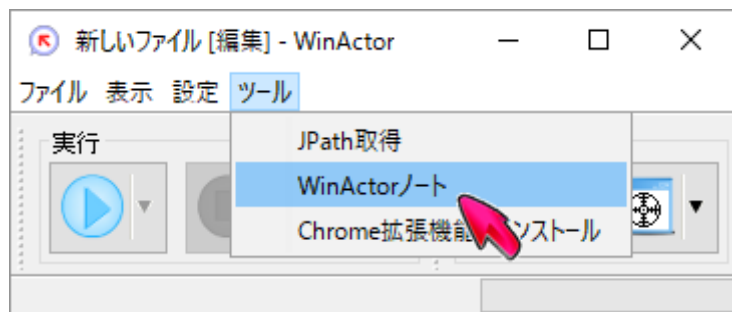 新しいファイル [編集] - WinActor
ファイル 表示 設定 ツール
実行
JPath取得
WinActorノート
Chrome拡張機能 ンストール